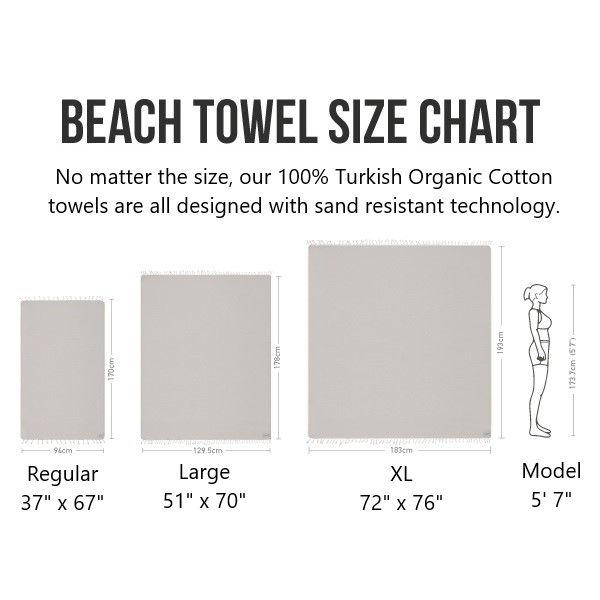 BEACH TOWEL SIZE CHART
No matter the size, our 100% Turkish Organic Cotton
towels are all designed with sand resistant technology.
170cm
94cm
Regular
37" x 67"
178cm
129.5cm
Large
51" x 70"
193cm
183cm
XL
72" x 76"
173.7cm (5'7")
Model
5' 7"